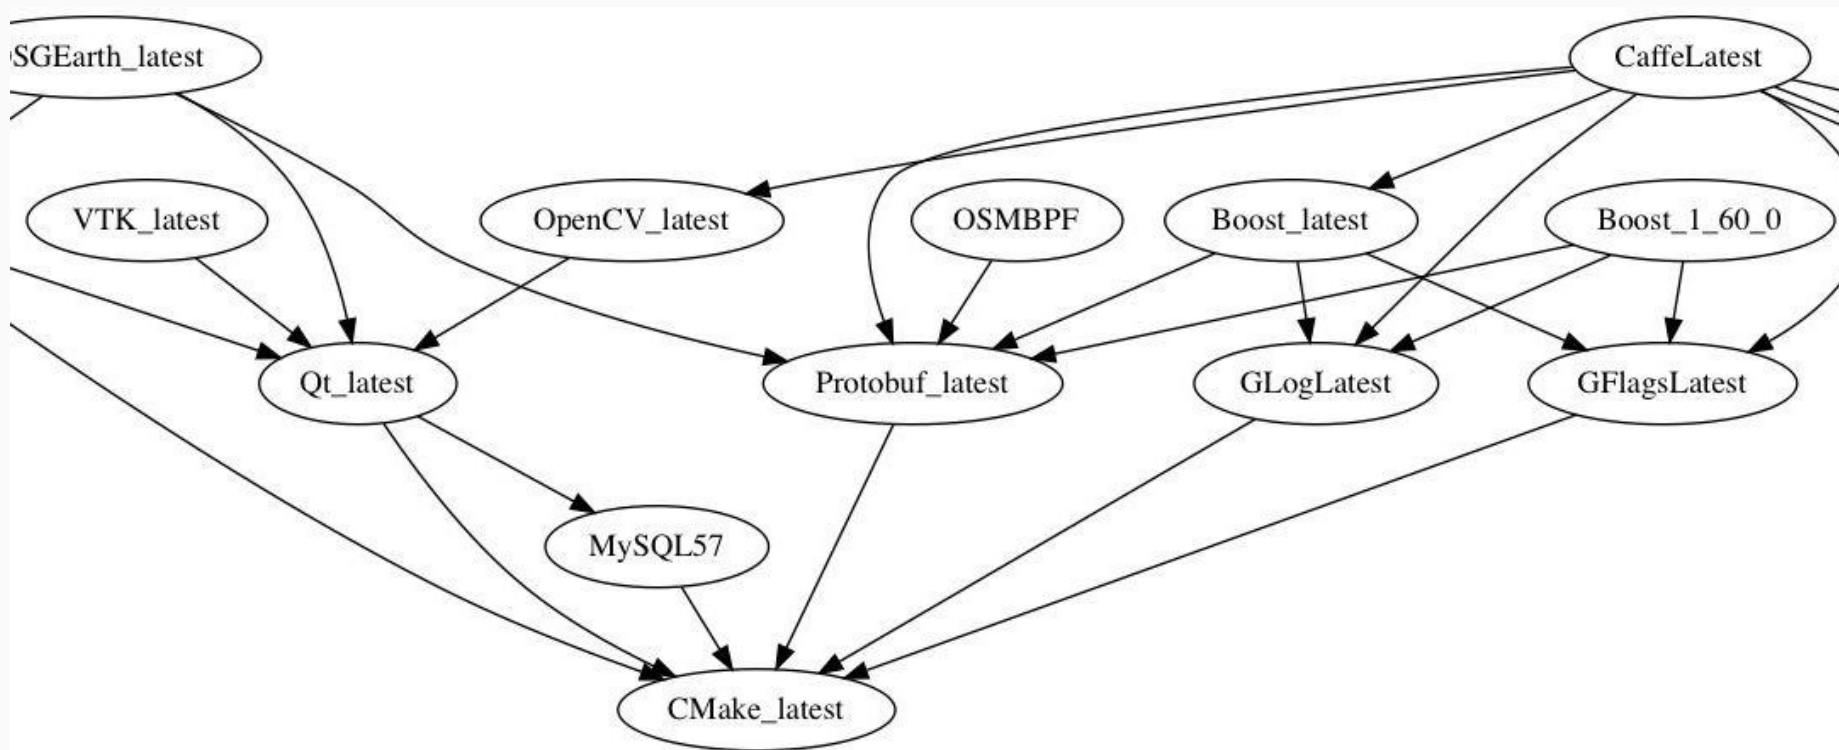 SGEarth_latest
CaffeLatest
VTK_latest
OpenCV_latest
OSMBPF
Boost_latest
Boost_1_60_0
Qt_latest
Protobuf_latest
GLogLatest
GFlagsLatest
MySQL57
CMake_latest